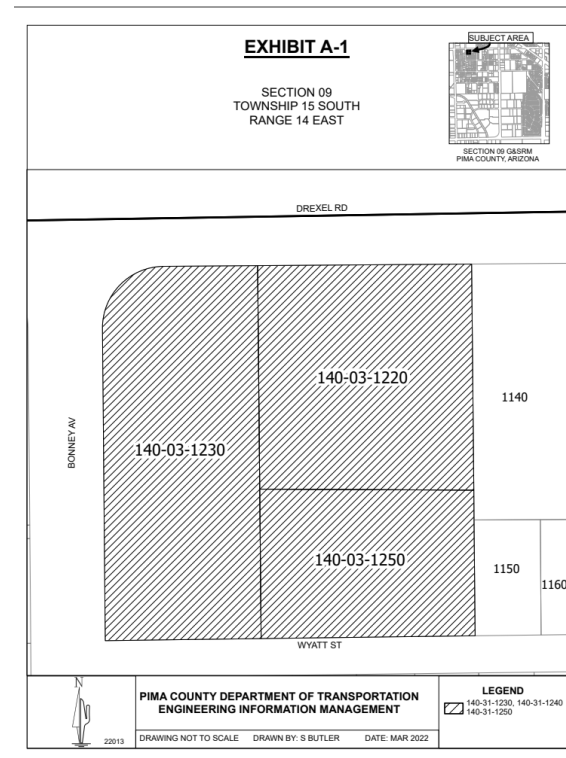 EXHIBIT A-1
SUBJECT AREA
SECTION 09
TOWNSHIP 15 SOUTH
RANGE 14 EAST
SECTION 09 G&SRM
PIMA COUNTY, ARIZONA
DREXEL RD
140-03-1220
1140
BONNEY AV
140-03-1230
140-03-1250
1150
1160
WYATT ST
N
22013
PIMA COUNTY DEPARTMENT OF TRANSPORTATION
ENGINEERING INFORMATION MANAGEMENT
DRAWING NOT TO SCALE DRAWN BY: S BUTLER DATE: MAR 2022
LEGEND
140-31-1230, 140-31-1240
140-31-1250